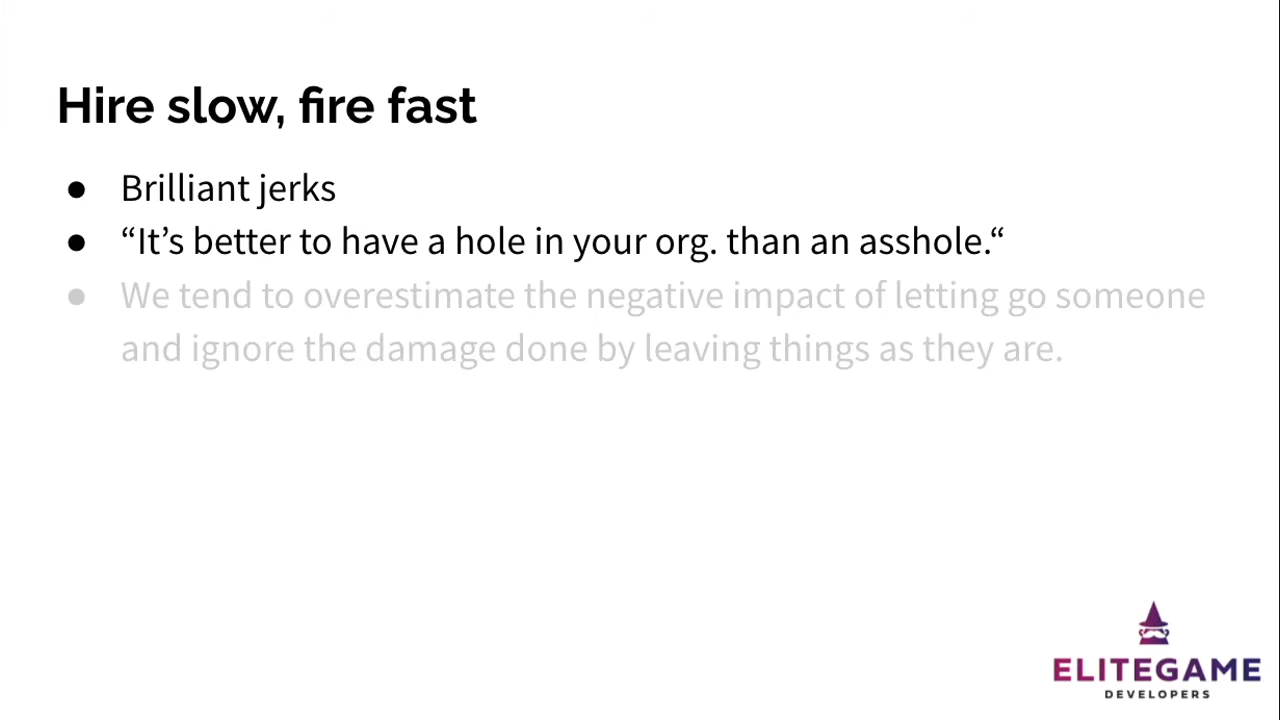 Hire slow, fire fast
● Brilliant jerks
● “It’s better to have a hole in your org. than an asshole.“
● We tend to overestimate the negative impact of letting go someone
and ignore the damage done by leaving things as they are.
ELITEGAME
DEVELOPERS